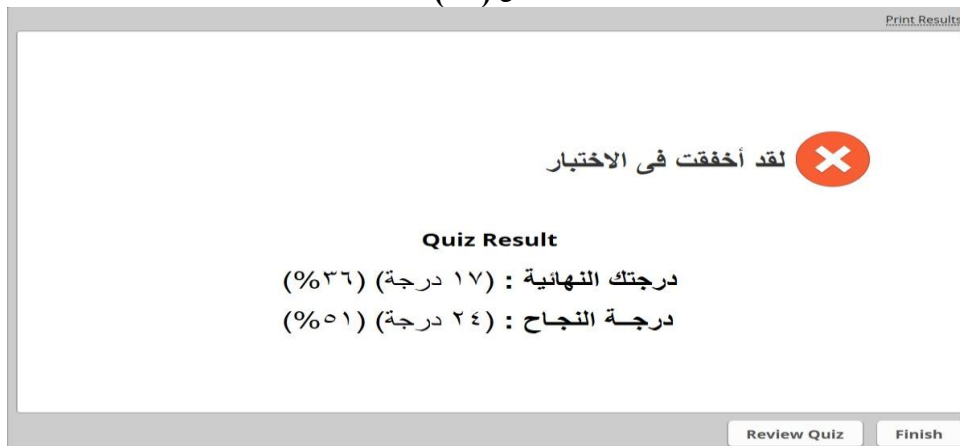 Print Results
لقد أخفقت فى الاختبار
Quiz Result
درجتك النهائية : (١٧ درجة) (٣٦%)
درجـــة النجـاح : (٢٤ درجة) (٥١%)
Review Quiz
Finish